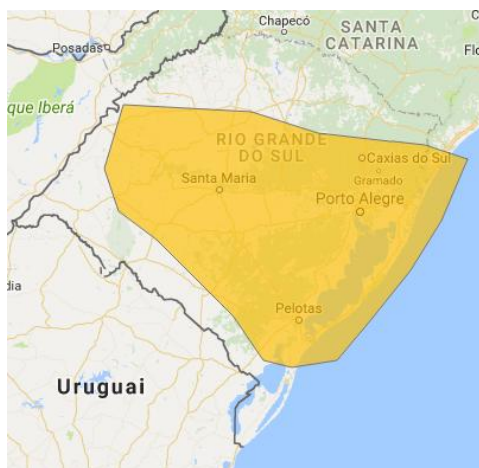 Chapecó
SANTA
CATARINA
Posadas
Flo
que Iberá
RIO GRANDE
DO SUL
Caxias do Sul
Gramado
Santa Maria
Porto Alegre
dia
Pelotas
Uruguai